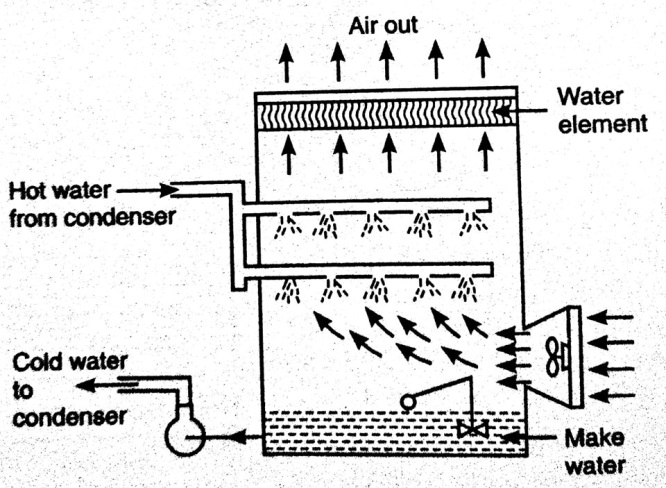 Air out
Water
element
Hot water
from condenser
Cold water
to
condenser
Make
water